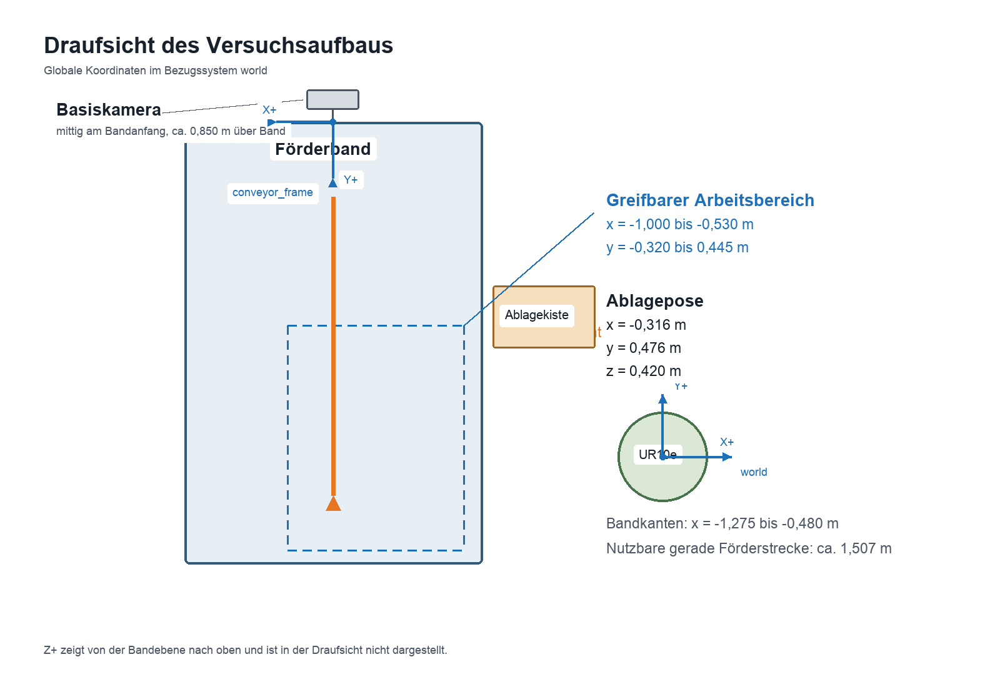 Draufsicht des Versuchsaufbaus
Globale Koordinaten im Bezugssystem world
Basiskamera
mittig am Bandanfang, ca. 0,850 m über Band
X+
Förderband
Y+
conveyor_frame
Greifbarer Arbeitsbereich
x = -1,000 bis -0,530 m
y = -0,320 bis 0,445 m
Ablagekiste
Ablagepose
x = -0,316 m
y = 0,476 m
z = 0,420 m
Y+
X+
UR10e
world
Bandkanten: x = -1,275 bis -0,480 m
Nutzbare gerade Förderstrecke: ca. 1,507 m
Z+ zeigt von der Bandebene nach oben und ist in der Draufsicht nicht dargestellt.